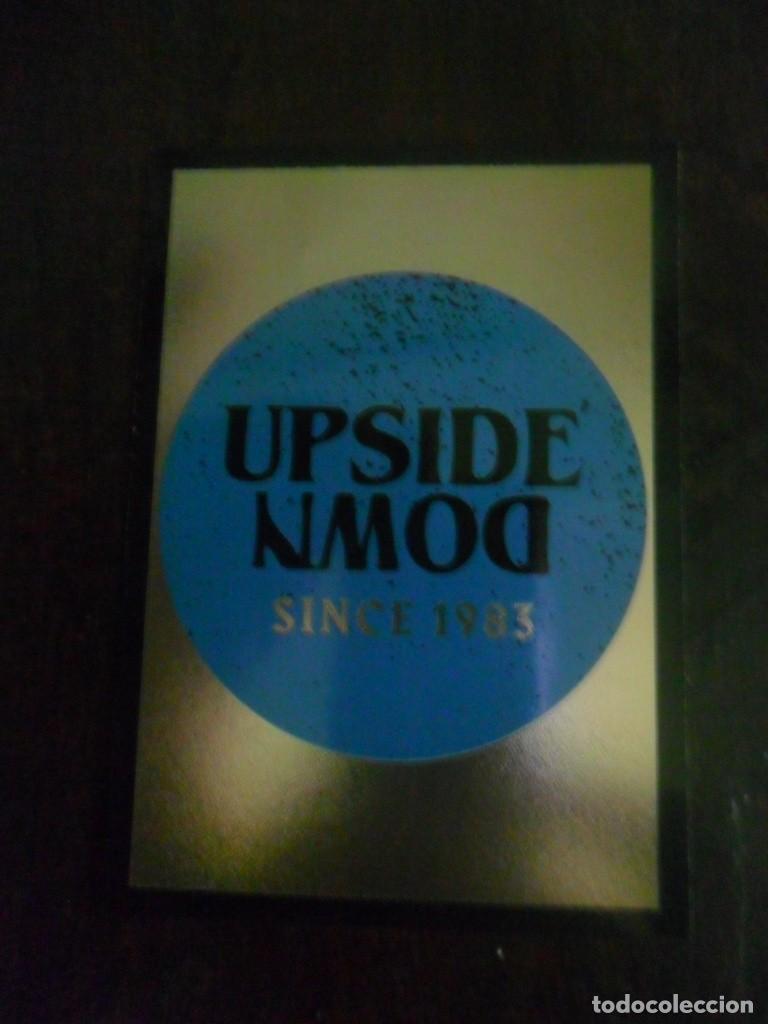 UPSIDE
DOWN
SINCE 1983
todocoleccion